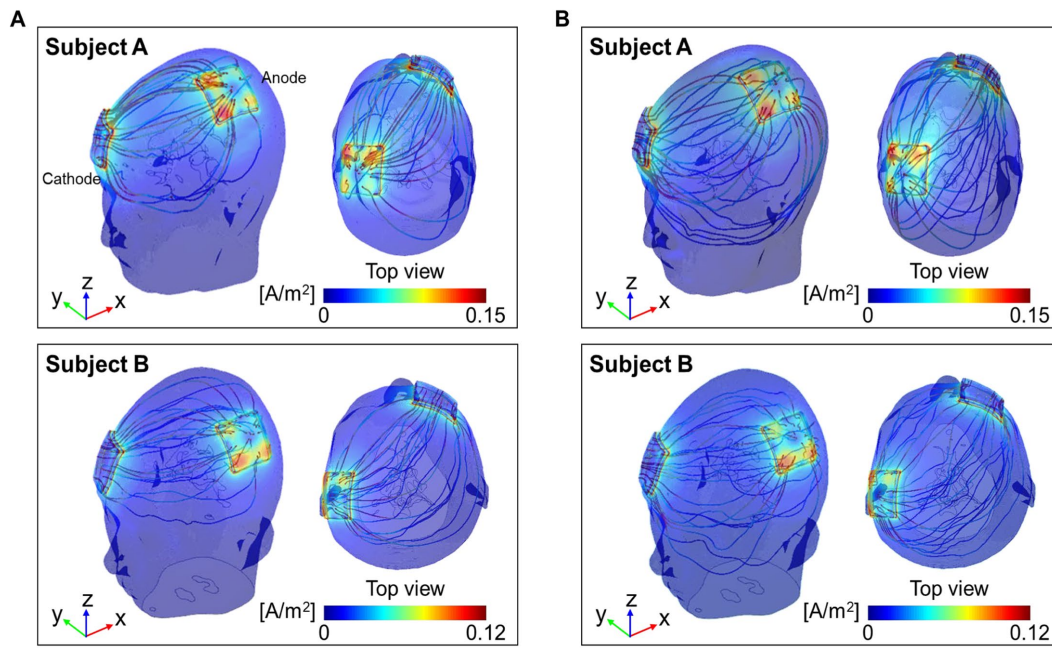 A
B
Subject A
Anode
Cathode
Top view
z
y
x
[A/m²]
0
0.15
Subject A
Top view
z
y
x
[A/m²]
0
0.15
Subject B
Top view
z
y
x
[A/m²]
0
0.12
Subject B
Top view
z
y
x
[A/m²]
0
0.12